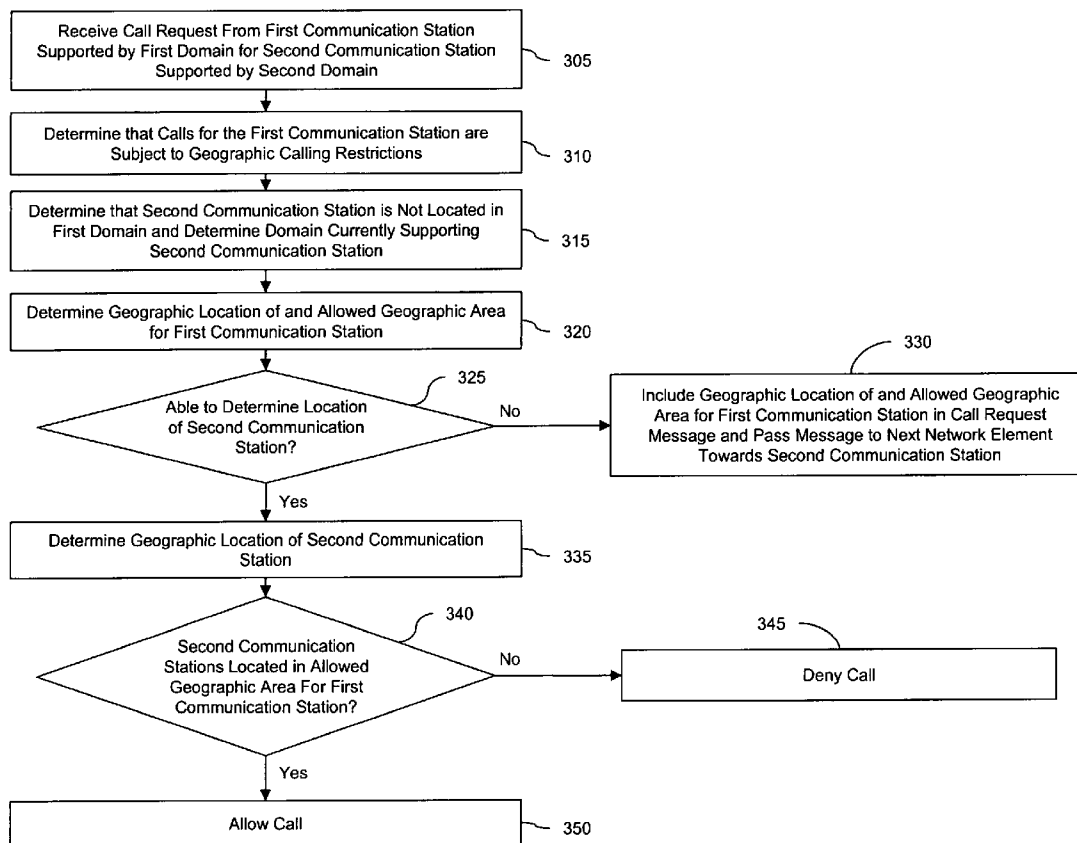 Receive Call Request From First Communication Station
Supported by First Domain for Second Communication Station
Supported by Second Domain
305
Determine that Calls for the First Communication Station are
Subject to Geographic Calling Restrictions
310
Determine that Second Communication Station is Not Located in
First Domain and Determine Domain Currently Supporting
Second Communication Station
315
Determine Geographic Location of and Allowed Geographic Area
for First Communication Station
320
325
Able to Determine Location
of Second Communication
Station?
No
330
Include Geographic Location of and Allowed Geographic
Area for First Communication Station in Call Request
Message and Pass Message to Next Network Element
Towards Second Communication Station
Yes
Determine Geographic Location of Second Communication
Station
335
340
Second Communication
Stations Located in Allowed
Geographic Area For First
Communication Station?
No
345
Deny Call
Yes
Allow Call
350